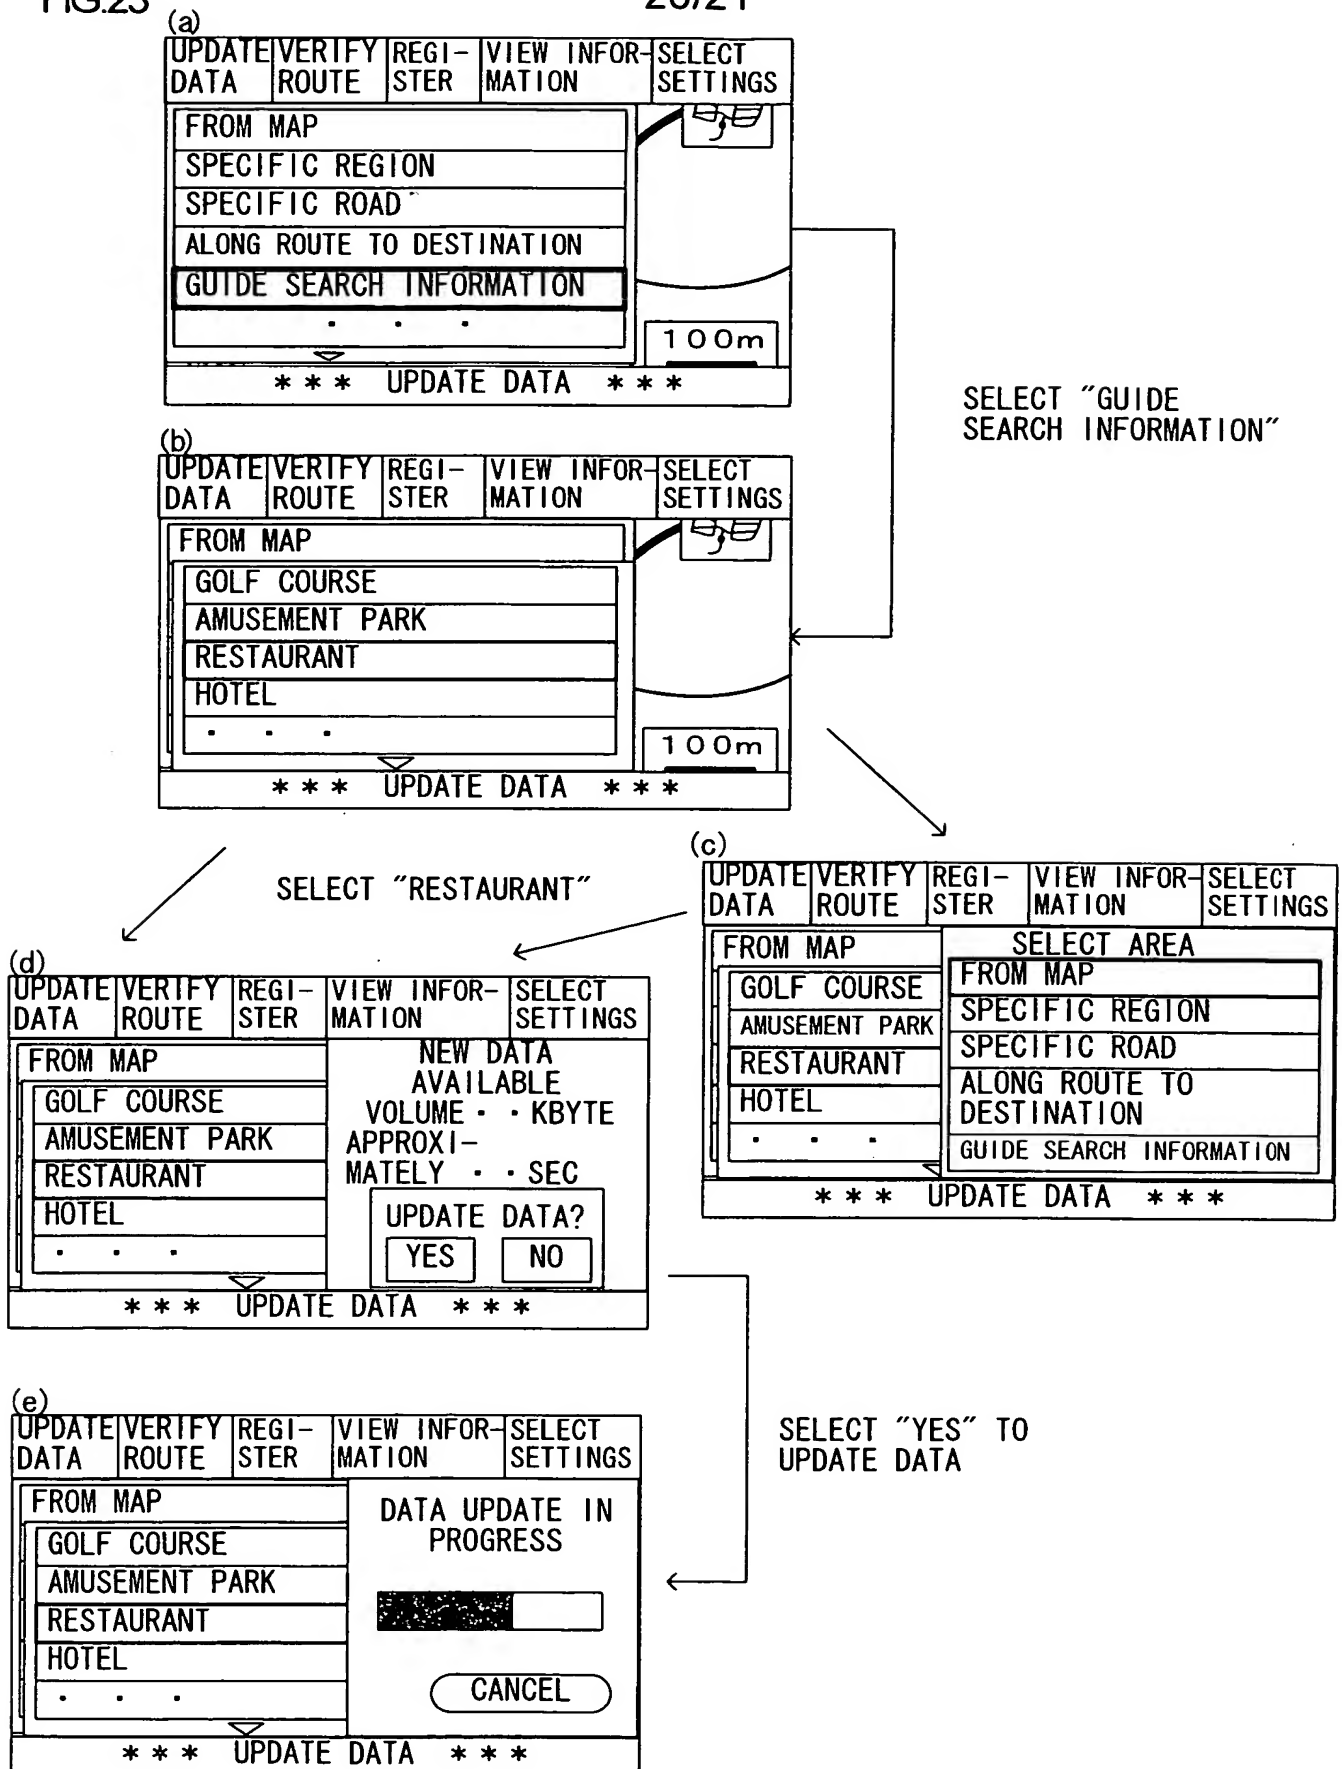 FIG.23
20/21
(a)
UPDATE DATA VERIFY ROUTE REGI-STER VIEW INFOR-MATION SELECT SETTINGS
FROM MAP
SPECIFIC REGION
SPECIFIC ROAD
ALONG ROUTE TO DESTINATION
GUIDE SEARCH INFORMATION
. . .
100m
*** UPDATE DATA ***
SELECT "GUIDE
SEARCH INFORMATION"
(b)
UPDATE DATA VERIFY ROUTE REGI-STER VIEW INFOR-MATION SELECT SETTINGS
FROM MAP
GOLF COURSE
AMUSEMENT PARK
RESTAURANT
HOTEL
. . .
100m
*** UPDATE DATA ***
SELECT "RESTAURANT"
(c)
UPDATE DATA VERIFY ROUTE REGI-STER VIEW INFOR-MATION SELECT SETTINGS
FROM MAP
GOLF COURSE
AMUSEMENT PARK
RESTAURANT
HOTEL
. . .
SELECT AREA
FROM MAP
SPECIFIC REGION
SPECIFIC ROAD
ALONG ROUTE TO
DESTINATION
GUIDE SEARCH INFORMATION
*** UPDATE DATA ***
(d)
UPDATE DATA VERIFY ROUTE REGI-STER VIEW INFOR-MATION SELECT SETTINGS
FROM MAP
GOLF COURSE
AMUSEMENT PARK
RESTAURANT
HOTEL
. . .
NEW DATA
AVAILABLE
VOLUME · · KBYTE
APPROXI-
MATELY · · SEC
UPDATE DATA?
YES NO
*** UPDATE DATA ***
SELECT "YES" TO
UPDATE DATA
(e)
UPDATE DATA VERIFY ROUTE REGI-STER VIEW INFOR-MATION SELECT SETTINGS
FROM MAP
GOLF COURSE
AMUSEMENT PARK
RESTAURANT
HOTEL
. . .
DATA UPDATE IN
PROGRESS
CANCEL
*** UPDATE DATA ***